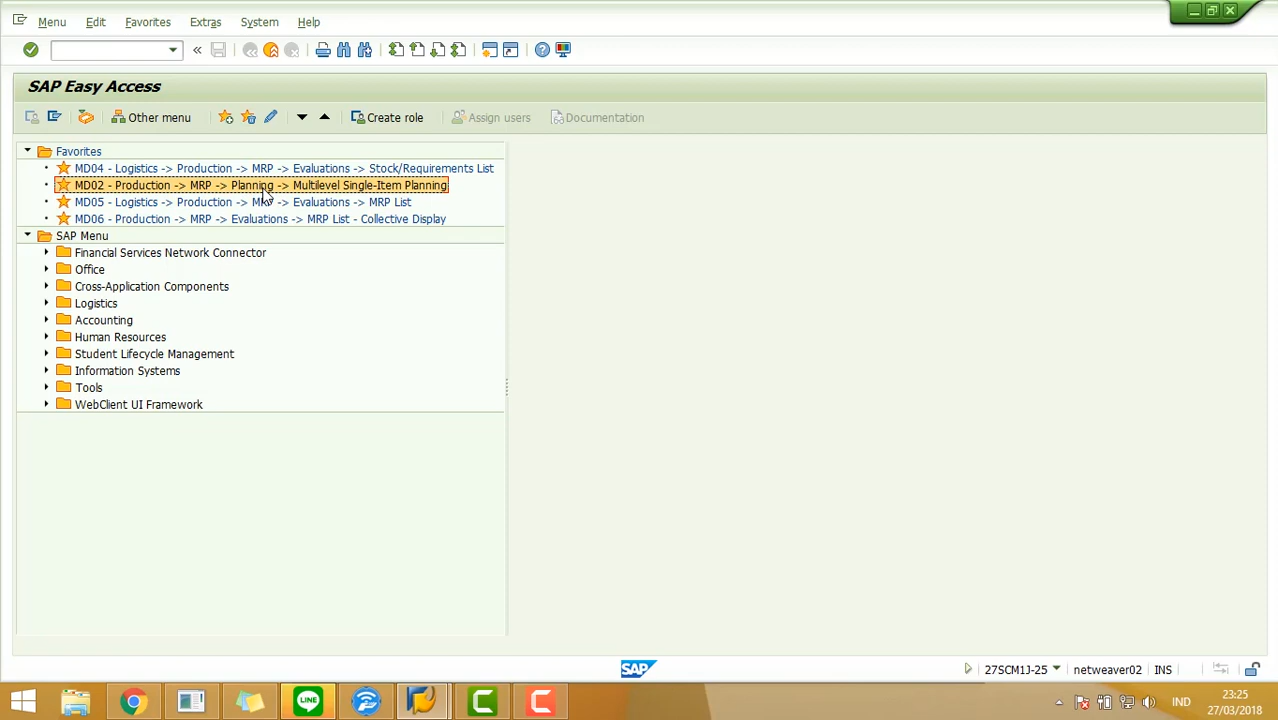 Menu Edit Favorites Extras System Help
SAP Easy Access
Other menu Create role Assign users Documentation
Favorites
MD04 - Logistics -> Production -> MRP -> Evaluations -> Stock/Requirements List
MD02 - Production -> MRP -> Planning -> Multilevel Single-Item Planning
MD05 - Logistics -> Production -> MRP -> Evaluations -> MRP List
MD06 - Production -> MRP -> Evaluations -> MRP List - Collective Display
SAP Menu
Financial Services Network Connector
Office
Cross-Application Components
Logistics
Accounting
Human Resources
Student Lifecycle Management
Information Systems
Tools
WebClient UI Framework
SAP 27SCM1J-25 netweaver02 INS
LINE IND 23:25
27/03/2018